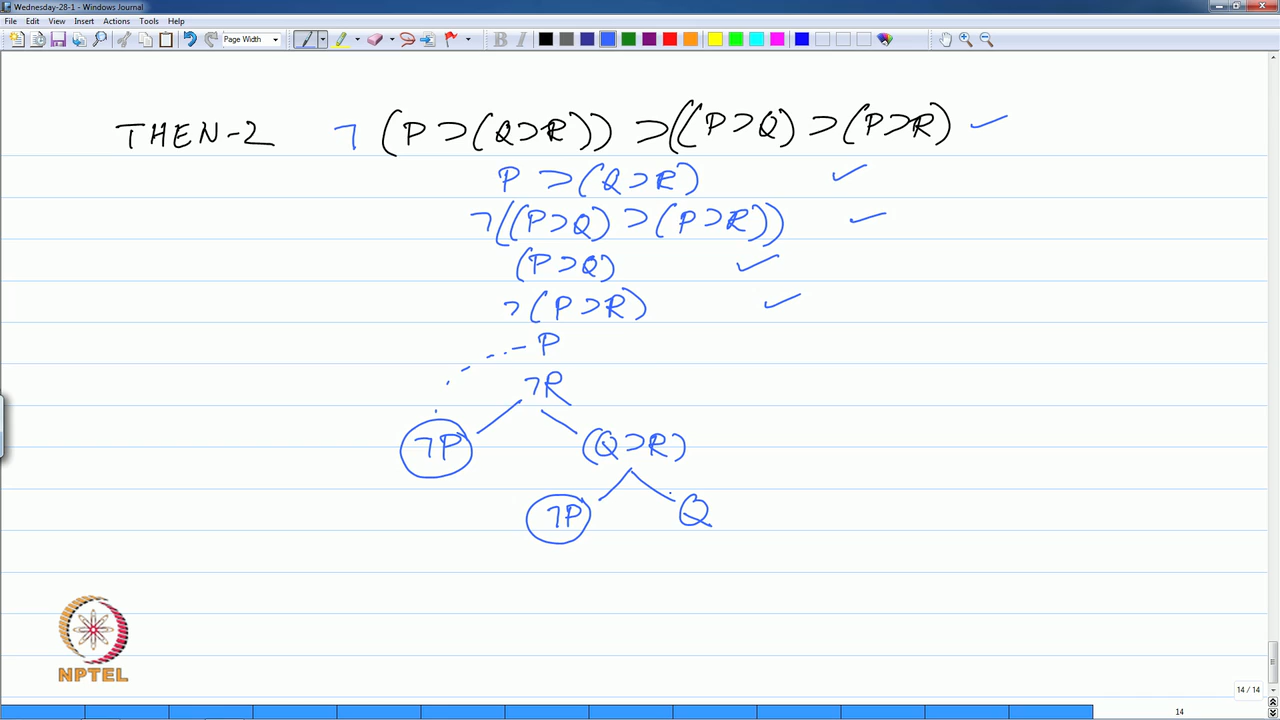 Wednesday-28-1 - Windows Journal
File Edit View Insert Actions Tools Help
Page Width
B I
THEN-2 ¬ (P⊃(Q⊃R)) ⊃((P⊃Q) ⊃(P⊃R) ✓
P ⊃(Q⊃R) ✓
¬((P⊃Q) ⊃(P⊃R)) ✓
(P⊃Q) ✓
¬(P⊃R) ✓
P
¬R
¬P (Q⊃R)
¬P Q
NPTEL
14 / 14
14